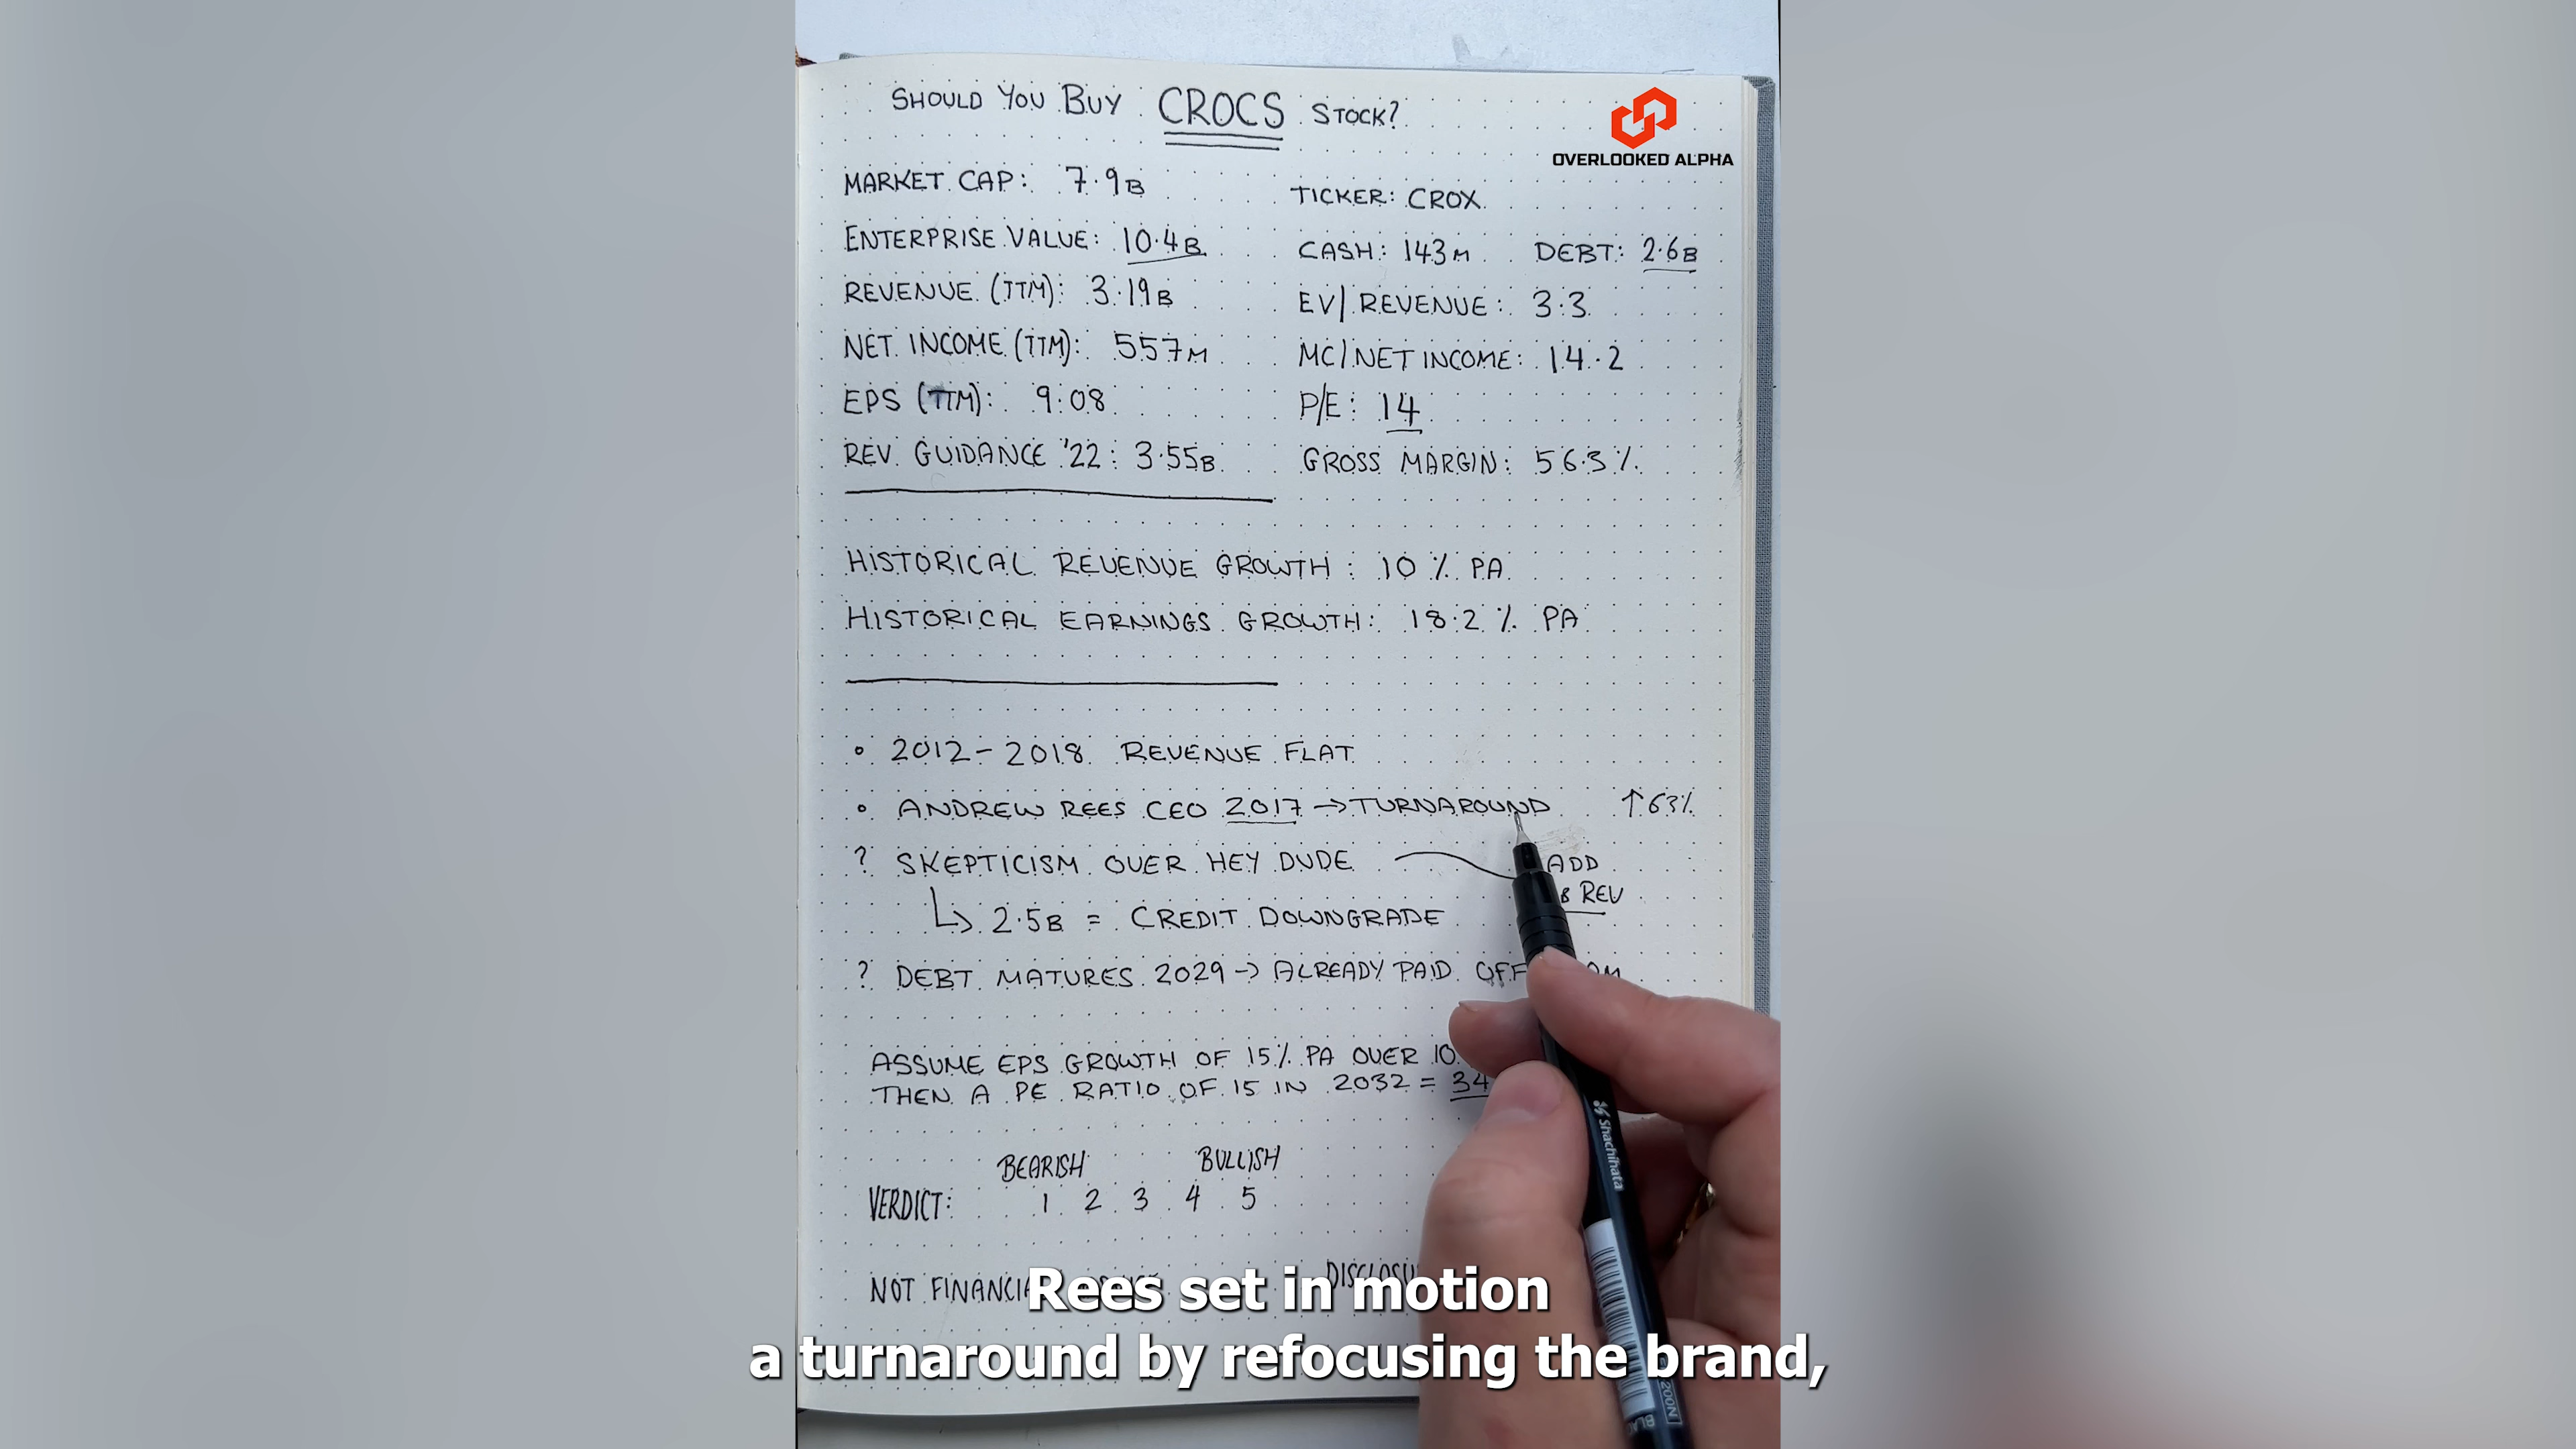 SHOULD YOU BUY CROCS STOCK?
OVERLOOKED ALPHA
MARKET CAP: 7.9B
TICKER: CROX
ENTERPRISE VALUE: 10.4B
CASH: 143M DEBT: 2.6B
REVENUE (TTM): 3.19B
EV/REVENUE: 3.3
NET INCOME (TTM): 557M
MC/NET INCOME: 14.2
EPS (TTM): 9.08
P/E: 14
REV. GUIDANCE '22: 3.55B
GROSS MARGIN: 56.3%
HISTORICAL REVENUE GROWTH: 10% PA
HISTORICAL EARNINGS GROWTH: 18.2% PA
• 2012-2018 REVENUE FLAT
• ANDREW REES CEO 2017 → TURNAROUND ↑63%
? SKEPTICISM OVER HEY DUDE ADD
B REV
↳ 2.5B = CREDIT DOWNGRADE
? DEBT MATURES 2029 → ALREADY PAID OFF
ASSUME EPS GROWTH OF 15% PA OVER 10
THEN A PE RATIO OF 15 IN 2032 = 34
BEARISH BULLISH
VERDICT: 1 2 3 4 5
NOT
Rees set in motion
a turnaround by refocusing the brand,
Shachihata
200N